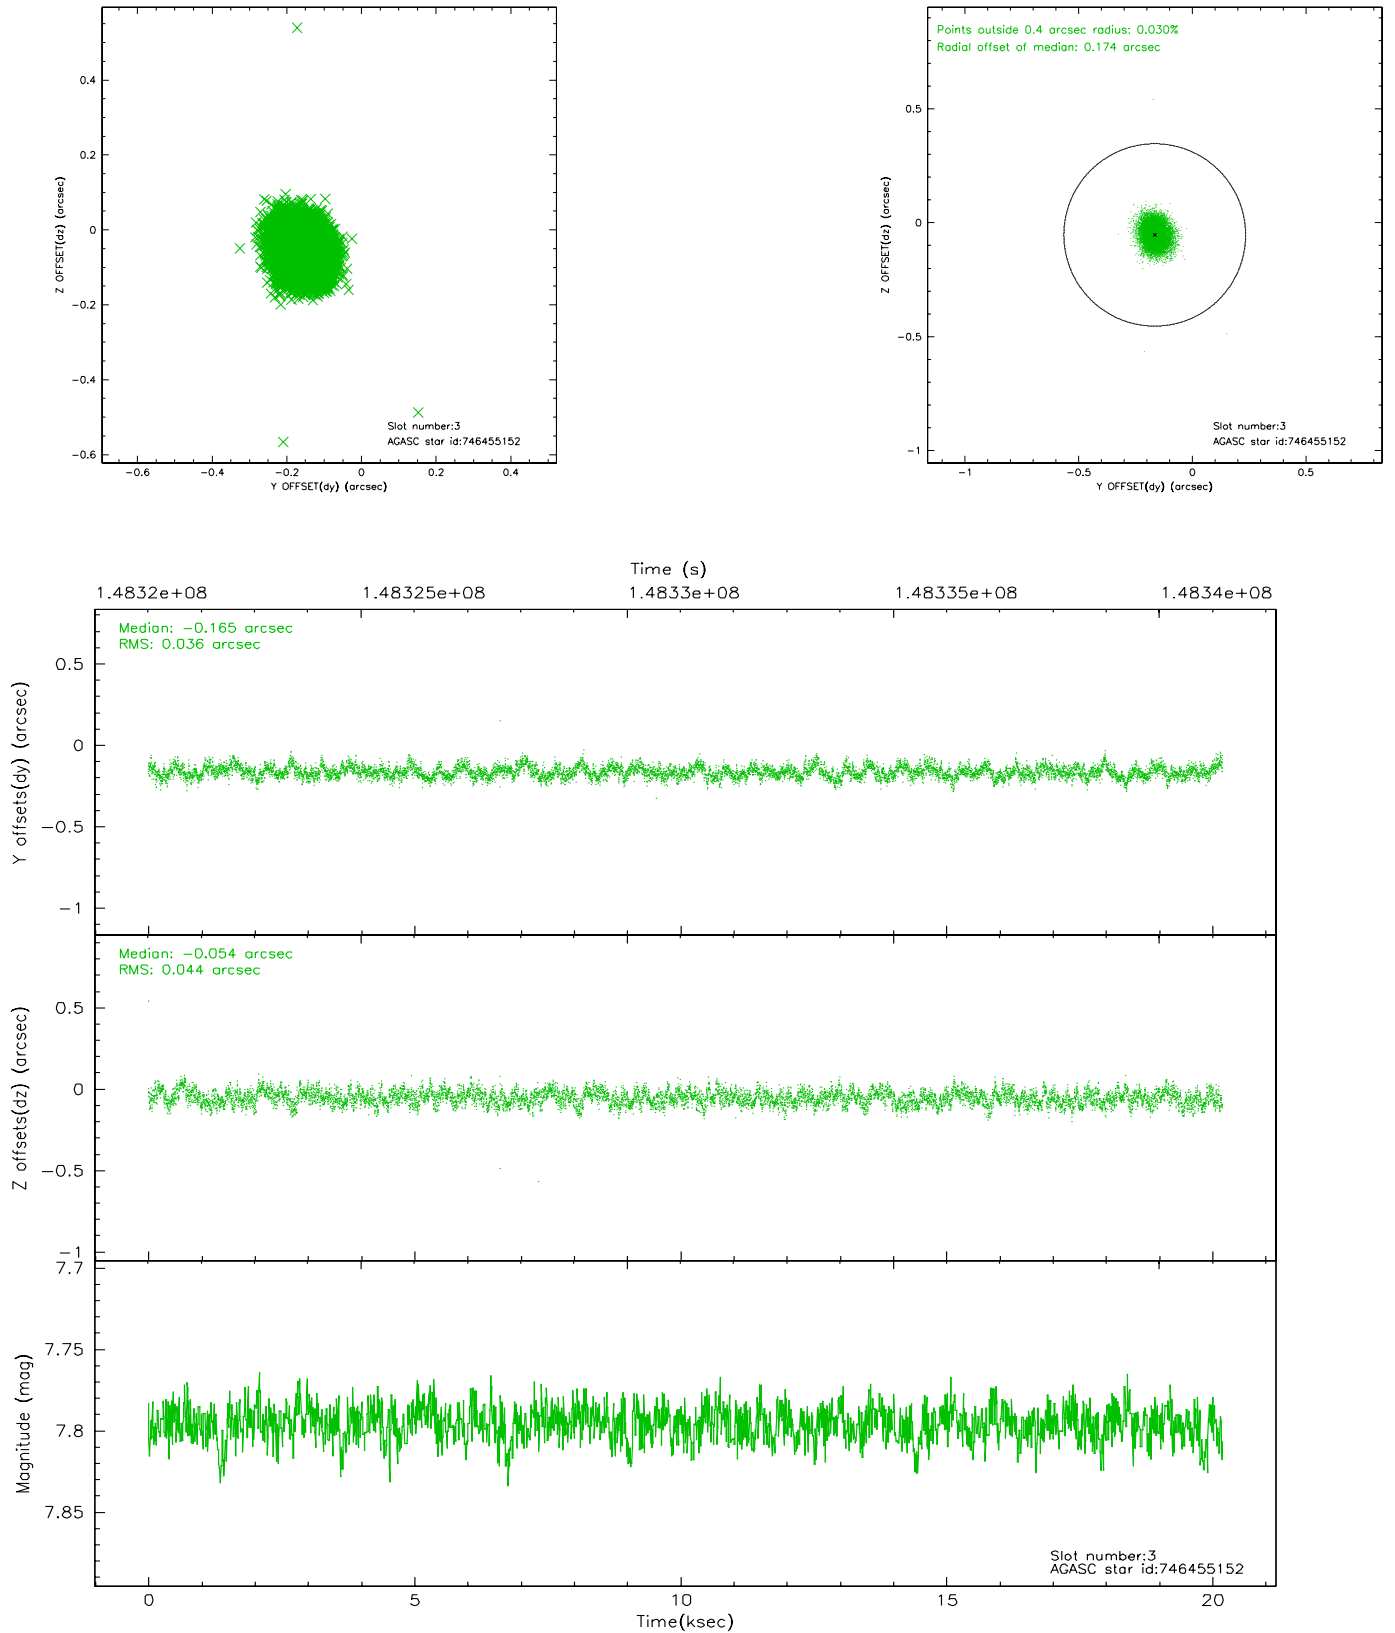 0.4
0.2
0
-0.2
-0.4
-0.6
Z OFFSET(dz) (arcsec)
Slot number:3
AGASC star id:746455152
-0.6 -0.4 -0.2 0 0.2 0.4
Y OFFSET(dy) (arcsec)
Points outside 0.4 arcsec radius: 0.030%
Radial offset of median: 0.174 arcsec
0.5
0
-0.5
-1
Z OFFSET(dz) (arcsec)
Slot number:3
AGASC star id:746455152
-1 -0.5 0 0.5
Y OFFSET(dy) (arcsec)
Time (s)
1.4832e+08 1.48325e+08 1.4833e+08 1.48335e+08 1.4834e+08
Median: -0.165 arcsec
RMS: 0.036 arcsec
0.5
0
-0.5
-1
Y offsets(dy) (arcsec)
Median: -0.054 arcsec
RMS: 0.044 arcsec
0.5
0
-0.5
-1
Z offsets(dz) (arcsec)
7.7
7.75
7.8
7.85
Magnitude (mag)
Slot number:3
AGASC star id:746455152
0 5 10 15 20
Time(ksec)